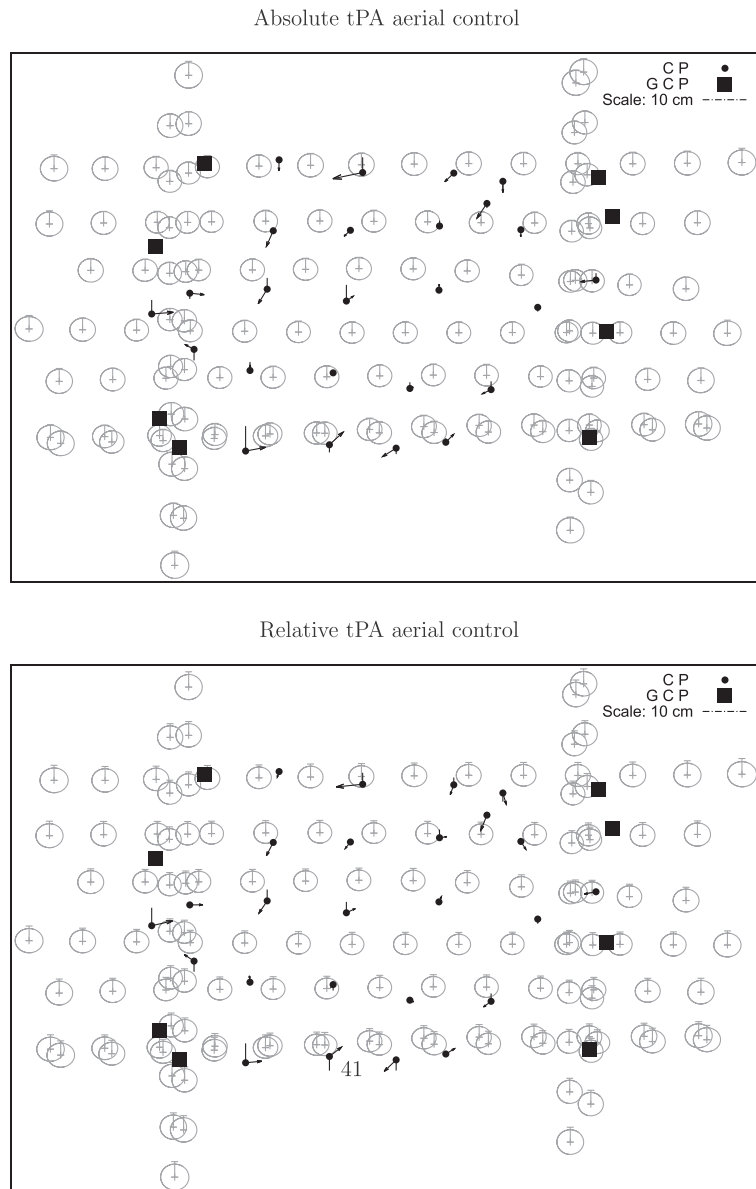 Absolute tPA aerial control
C P
G C P
Scale: 10 cm
Relative tPA aerial control
C P
G C P
Scale: 10 cm
41